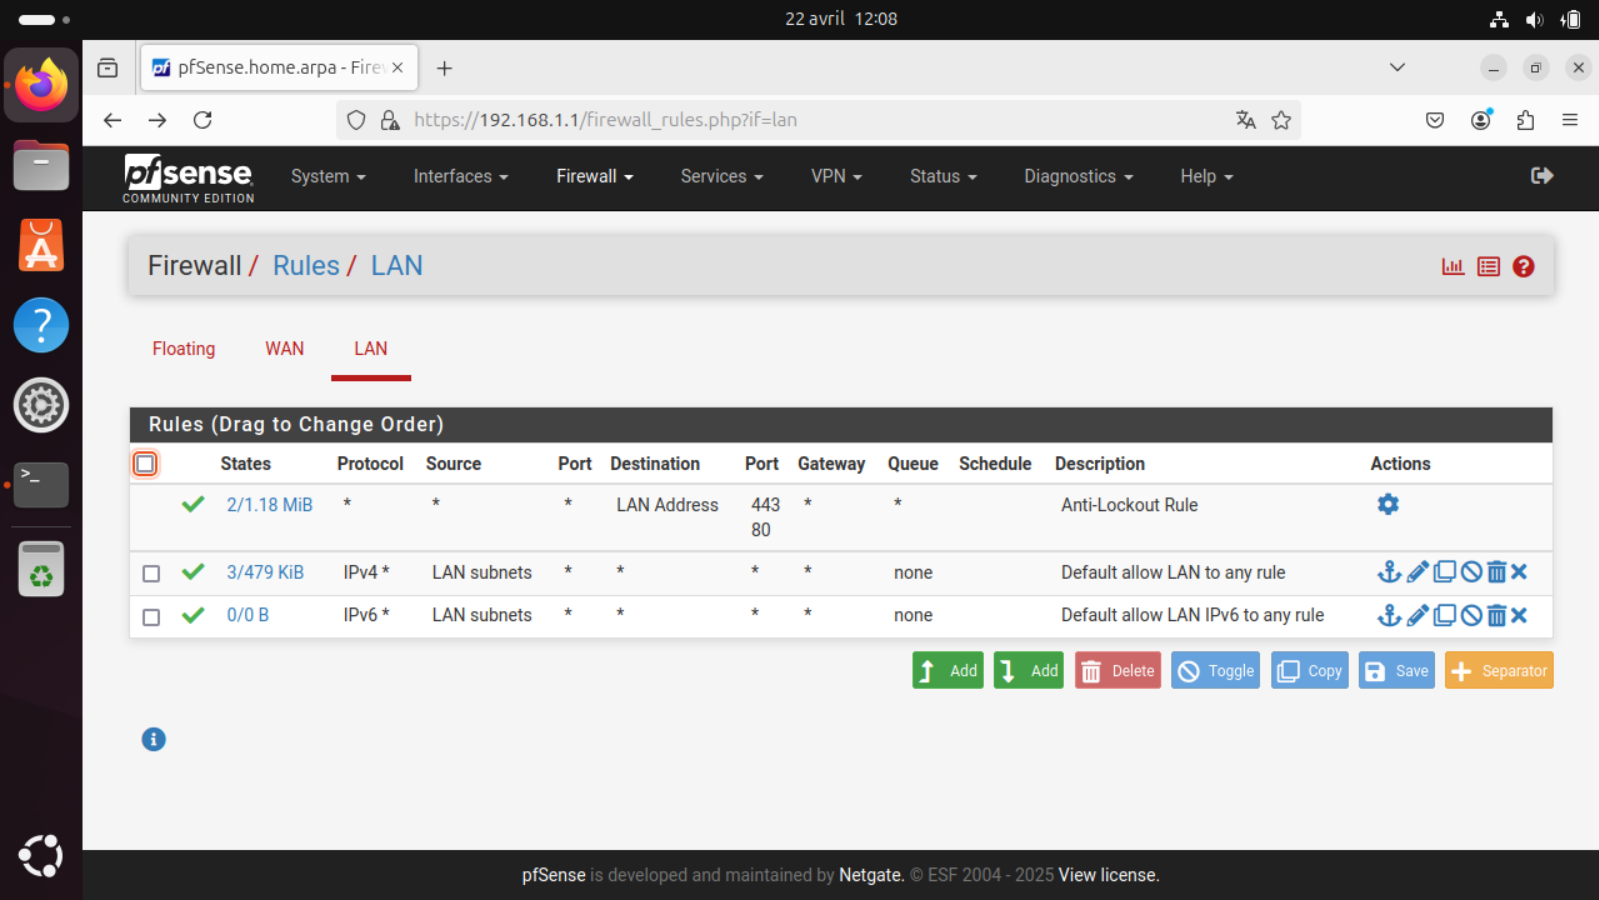 22 avril 12:08
pfSense.home.arpa - Firew
https://192.168.1.1/firewall_rules.php?if=lan
pfsense
COMMUNITY EDITION
System Interfaces Firewall Services VPN Status Diagnostics Help
Firewall / Rules / LAN
Floating WAN LAN
Rules (Drag to Change Order)
States Protocol Source Port Destination Port Gateway Queue Schedule Description Actions
2/1.18 MiB * * * LAN Address 443 * * Anti-Lockout Rule
80
3/479 KiB IPv4 * LAN subnets * * * * none Default allow LAN to any rule
0/0 B IPv6 * LAN subnets * * * * none Default allow LAN IPv6 to any rule
Add Add Delete Toggle Copy Save Separator
pfSense is developed and maintained by Netgate. © ESF 2004 - 2025 View license.